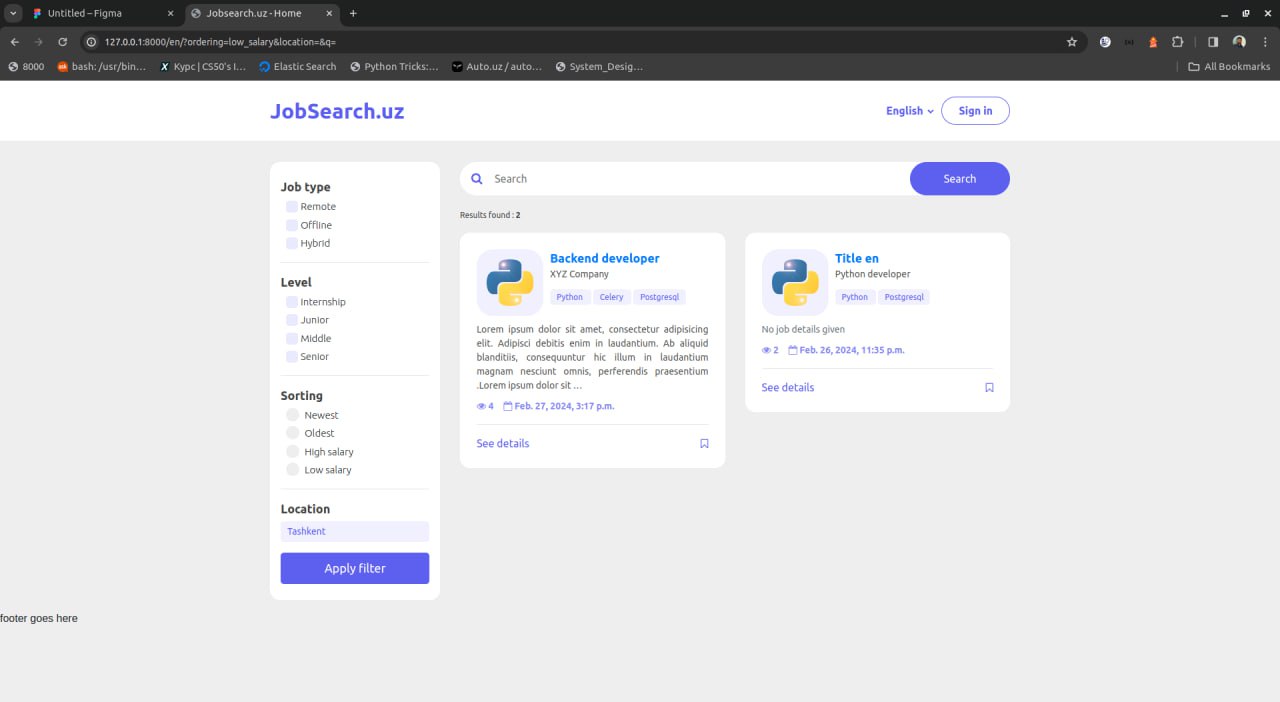 Untitled – Figma
Jobsearch.uz - Home
127.0.0.1:8000/en/?ordering=low_salary&location=&q=
8000
bash: /usr/bin...
Курс | CS50's I...
Elastic Search
Python Tricks:...
Auto.uz / auto...
System_Desig...
All Bookmarks
JobSearch.uz
English
Sign in
Job type
Remote
Offline
Hybrid
Level
Internship
Junior
Middle
Senior
Sorting
Newest
Oldest
High salary
Low salary
Location
Tashkent
Apply filter
Search
Search
Results found : 2
Backend developer
XYZ Company
Python Celery Postgresql
Lorem ipsum dolor sit amet, consectetur adipisicing
elit. Adipisci debitis enim in laudantium. Ab aliquid
blanditiis, consequuntur hic illum in laudantium
magnam nesciunt omnis, perferendis praesentium
.Lorem ipsum dolor sit …
4 Feb. 27, 2024, 3:17 p.m.
See details
Title en
Python developer
Python Postgresql
No job details given
2 Feb. 26, 2024, 11:35 p.m.
See details
footer goes here